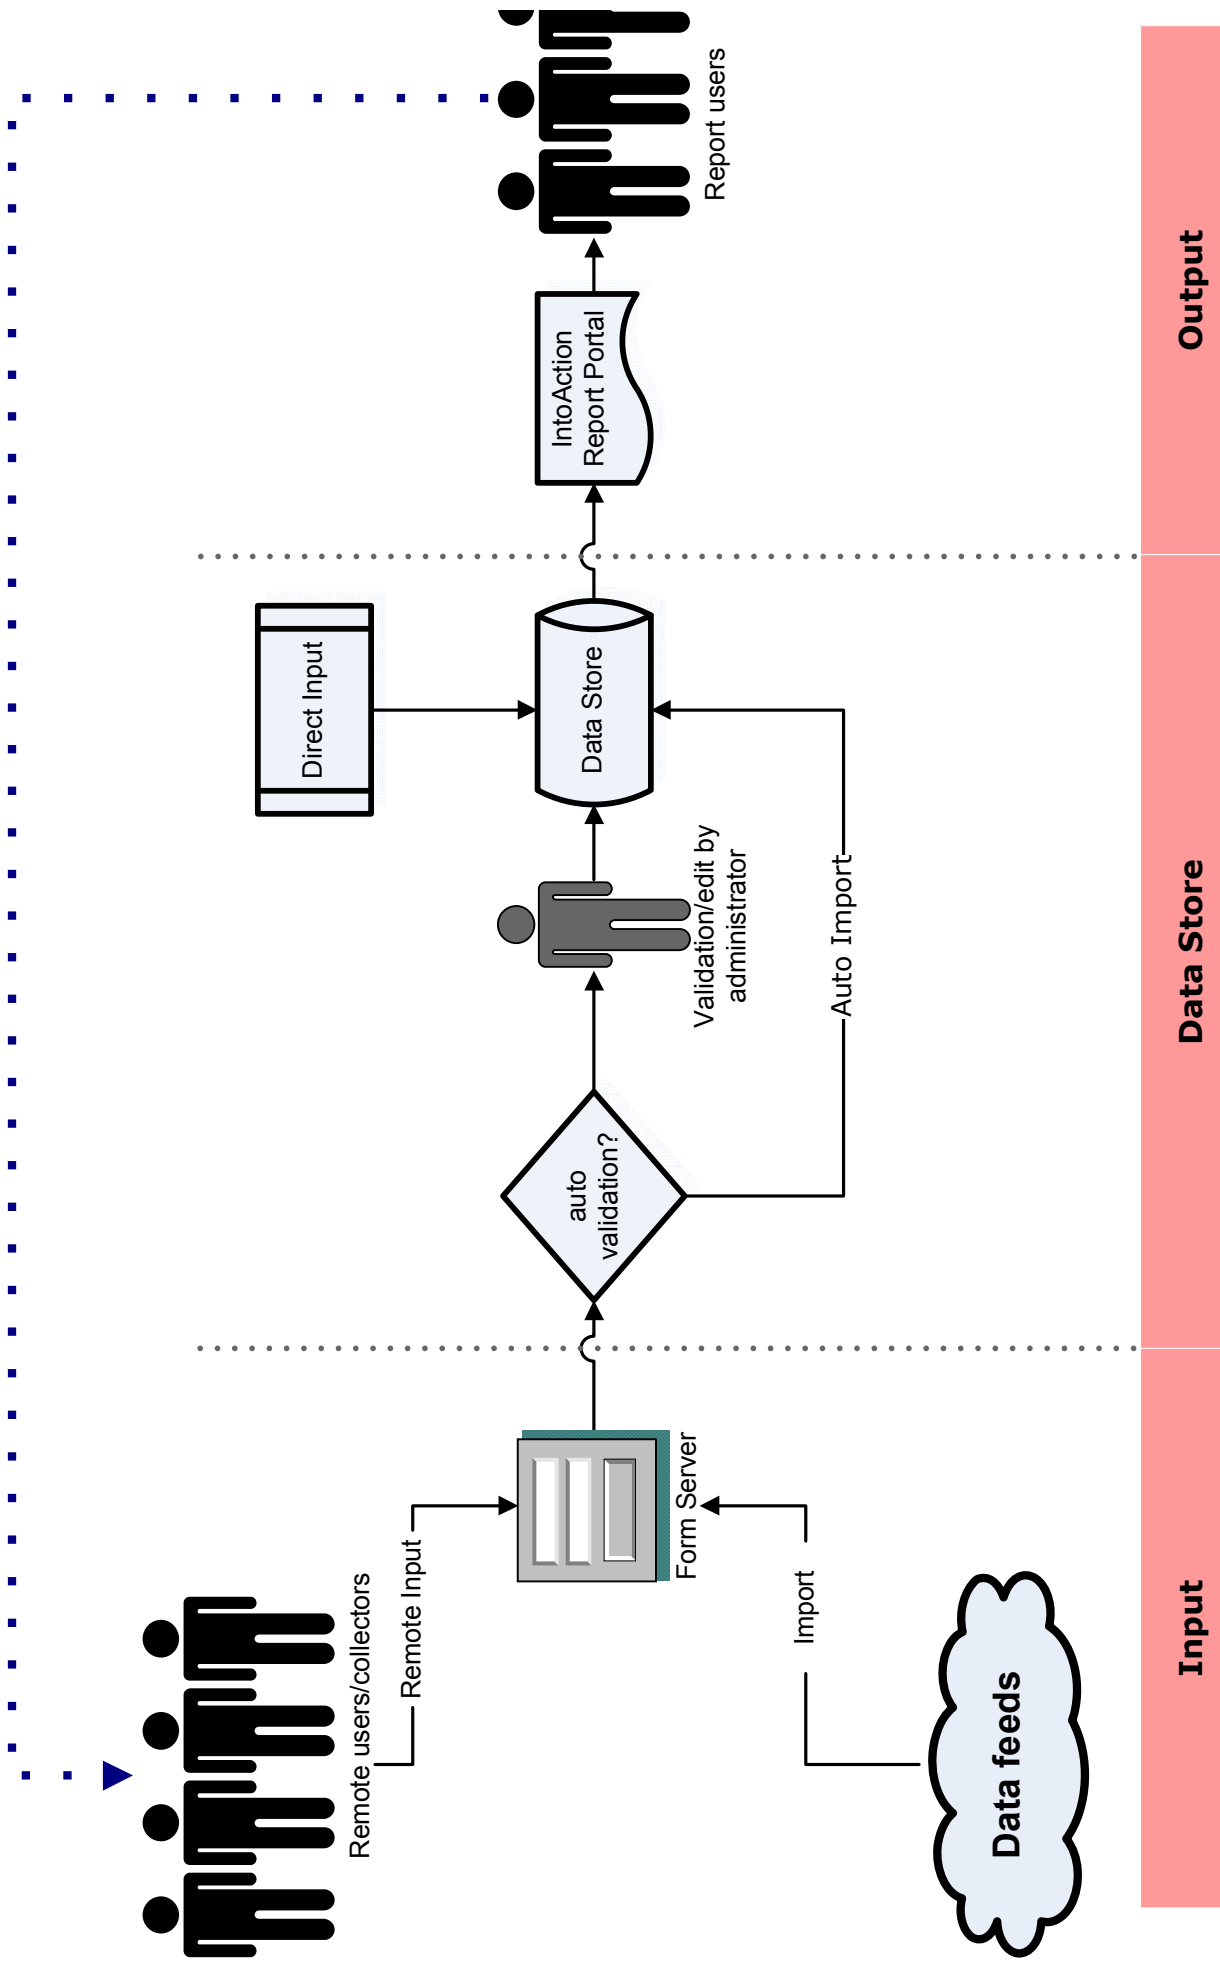 Remote users/collectors
Remote Input
Form Server
Import
Data feeds
auto
validation?
Validation/edit by
administrator
Auto Import
Direct Input
Data Store
IntoAction
Report Portal
Report users
Input
Data Store
Output